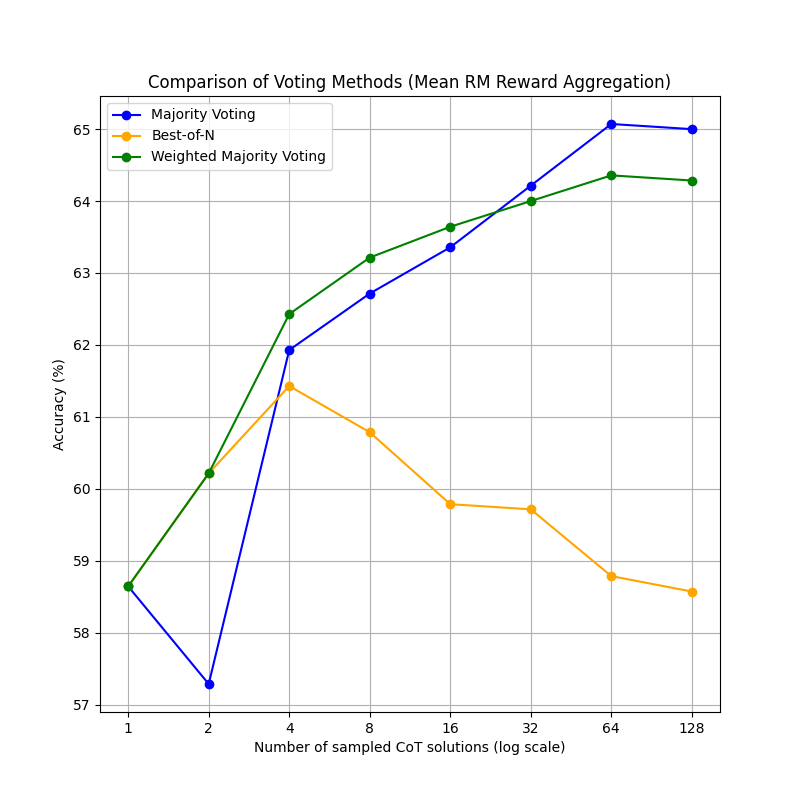 Comparison of Voting Methods (Mean RM Reward Aggregation)
Majority Voting
Best-of-N
Weighted Majority Voting
Accuracy (%)
65
64
63
62
61
60
59
58
57
1 2 4 8 16 32 64 128
Number of sampled CoT solutions (log scale)